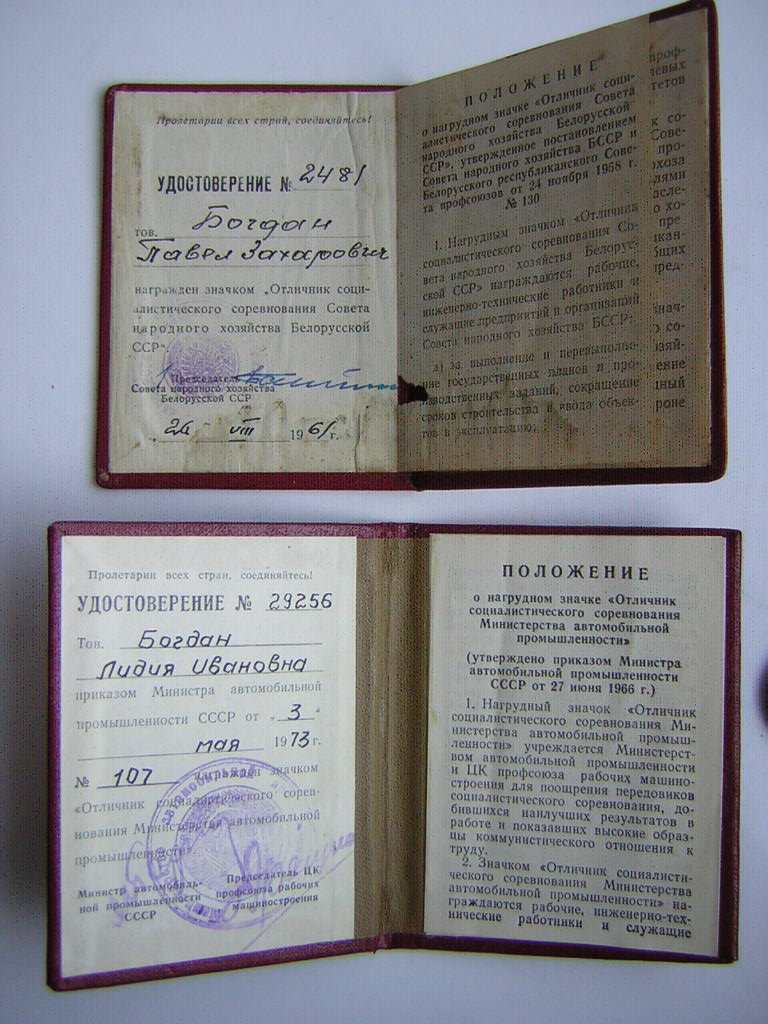 Пролетарии всех стран, соединяйтесь!
УДОСТОВЕРЕНИЕ № 2481
тов. Богдан
Павел Захарович
награжден значком „Отличник соци-
алистического соревнования Совета
народного хозяйства Белорусской
ССР“.
Председатель
Совета народного хозяйства
Белорусской ССР
26 VIII 1961 г.
ПОЛОЖЕНИЕ
о нагрудном значке «Отличник соци-
алистического соревнования Совета
народного хозяйства Белорусской
ССР», утвержденное постановлением
Совета народного хозяйства БССР и
Белорусского республиканского Сове-
та профсоюзов от 24 ноября 1958 г.
№ 130
1. Нагрудным значком «Отличник
социалистического соревнования Со-
вета народного хозяйства Белорус-
ской ССР» награждаются рабочие,
инженерно-технические работники и
служащие предприятий и организаций
Совета народного хозяйства БССР:
а) за выполнение и перевыполне-
ние государственных планов и про-
изводственных заданий, сокращение
сроков строительства и ввода объек-
тов в эксплуатацию;
Пролетарии всех стран, соединяйтесь!
УДОСТОВЕРЕНИЕ № 29256
Тов. Богдан
Лидия Ивановна
приказом Министра автомобильной
промышленности СССР от „3“
мая 1973 г.
№ 107 награжден значком
«Отличник социалистического сорев-
нования Министерства автомобильной
промышленности».
Министр автомобиль-
ной промышленности
СССР
Председатель ЦК
профсоюза рабочих
машиностроения
ПОЛОЖЕНИЕ
о нагрудном значке «Отличник
социалистического соревнования
Министерства автомобильной
промышленности»
(утверждено приказом Министра
автомобильной промышленности
СССР от 27 июня 1966 г.)
1. Нагрудный значок «Отличник
социалистического соревнования Ми-
нистерства автомобильной промыш-
ленности» учреждается Министерст-
вом автомобильной промышленности
и ЦК профсоюза рабочих машино-
строения для поощрения передовиков
социалистического соревнования, до-
бившихся наилучших результатов в
работе и показавших высокие образ-
цы коммунистического отношения к
труду.
2. Значком «Отличник социалисти-
ческого соревнования Министерства
автомобильной промышленности» на-
граждаются рабочие, инженерно-тех-
нические работники и служащие